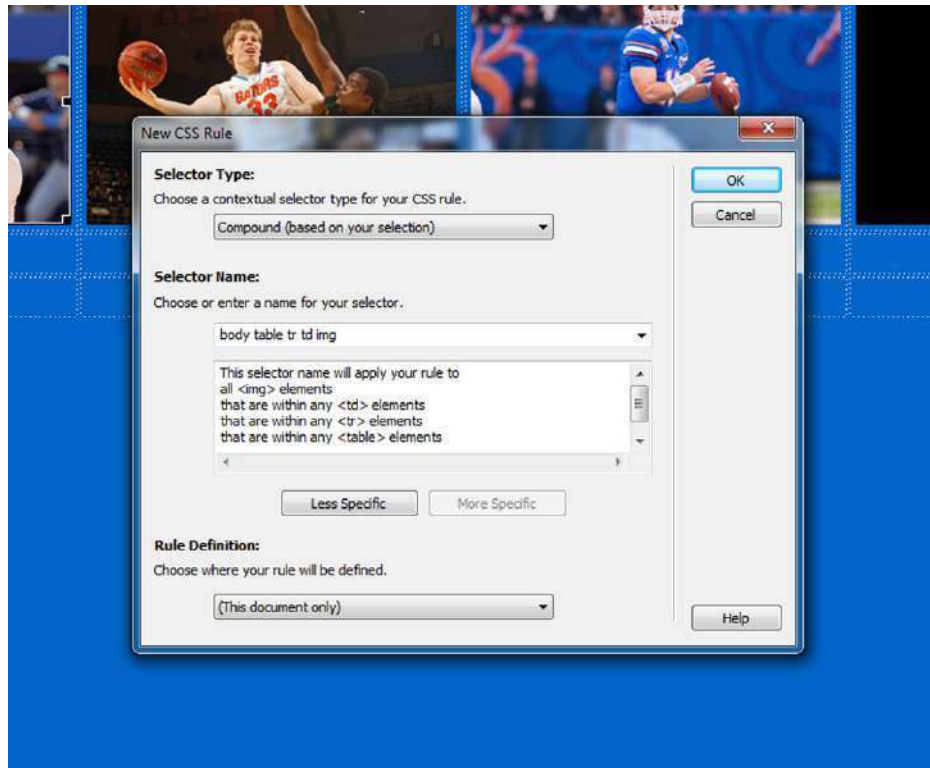 GATORS
33
New CSS Rule
Selector Type:
Choose a contextual selector type for your CSS rule.
Compound (based on your selection)
OK
Cancel
Selector Name:
Choose or enter a name for your selector.
body table tr td img
This selector name will apply your rule to
all <img> elements
that are within any <td> elements
that are within any <tr> elements
that are within any <table> elements
Less Specific
More Specific
Rule Definition:
Choose where your rule will be defined.
(This document only)
Help